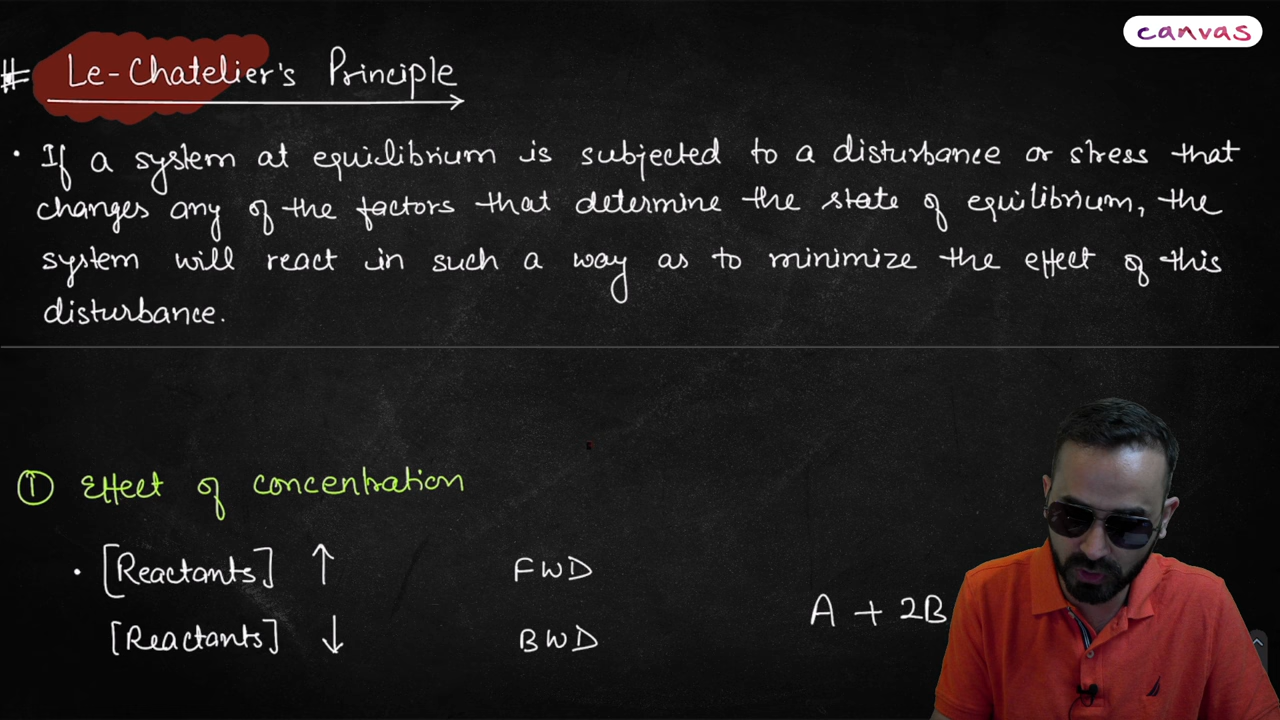 canvas
# Le-Chatelier's Principle
• If a system at equilibrium is subjected to a disturbance or stress that
changes any of the factors that determine the state of equilibrium, the
system will react in such a way as to minimize the effect of this
disturbance.
① Effect of concentration
• [Reactants] ↑ FWD
[Reactants] ↓ BWD
A + 2B